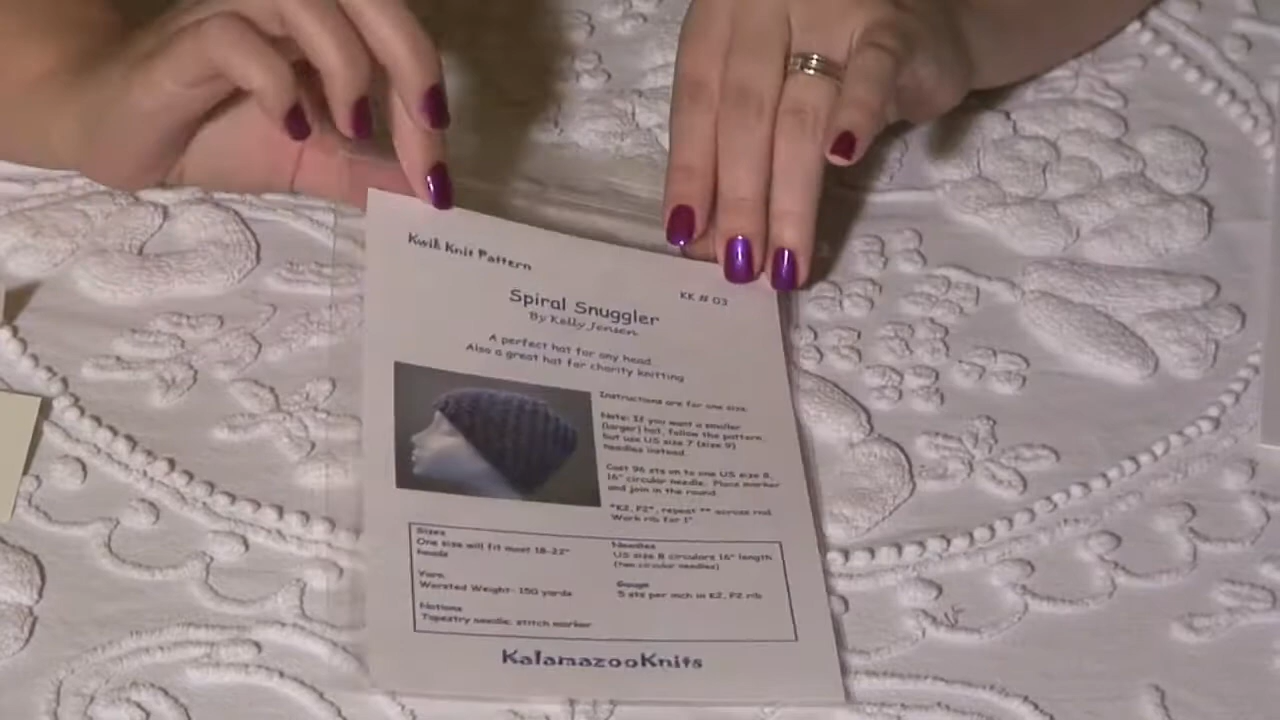 Kwik Knit Pattern
KK # 03
Spiral Snuggler
By Kelly Jensen
A perfect hat for any head
Also a great hat for charity knitting
Instructions are for one size
Note: If you want a smaller
(larger) hat, follow the pattern
but use US size 7 (size 9)
needles instead.
Cast 96 sts on to one US size 8,
16" circular needle. Place marker
and join in the round.
*K2, P2*, repeat ** across rnd.
Work rib for 1"
Sizes
One size will fit most 18-22"
heads
Yarn
Worsted Weight- 150 yards
Notions
Tapestry needle, stitch marker
Needles
US size 8 circulars 16" length
(two circular needles)
Gauge
5 sts per inch in K2, P2 rib
KalamazooKnits